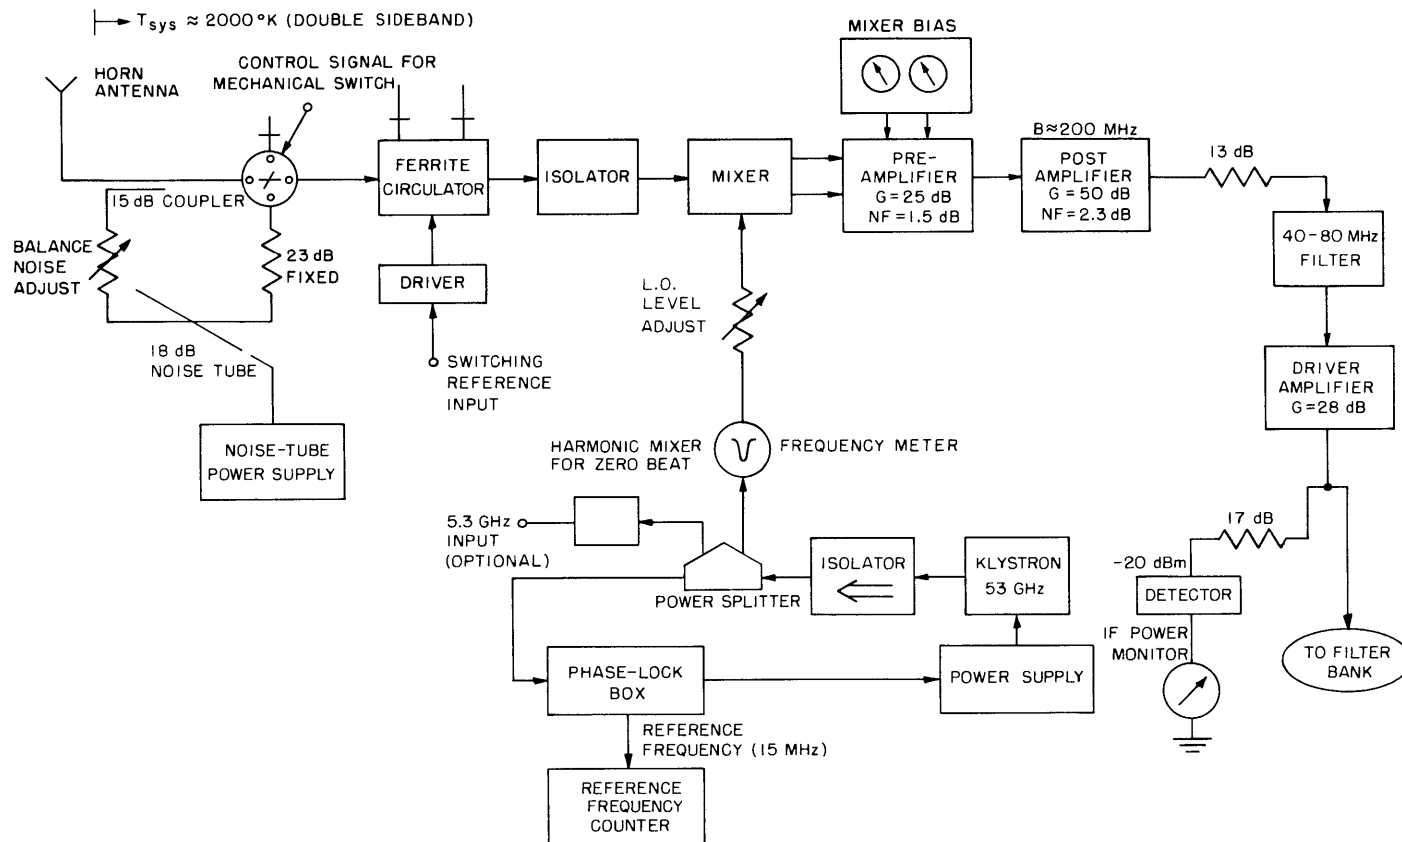 T sys ≈ 2000°K (DOUBLE SIDEBAND)
HORN
ANTENNA
CONTROL SIGNAL FOR
MECHANICAL SWITCH
15 dB COUPLER
BALANCE
NOISE
ADJUST
23 dB
FIXED
18 dB
NOISE TUBE
NOISE-TUBE
POWER SUPPLY
FERRITE
CIRCULATOR
DRIVER
SWITCHING
REFERENCE
INPUT
ISOLATOR
MIXER
MIXER BIAS
PRE-
AMPLIFIER
G = 25 dB
NF = 1.5 dB
B ≈ 200 MHz
POST
AMPLIFIER
G = 50 dB
NF = 2.3 dB
13 dB
40-80 MHz
FILTER
DRIVER
AMPLIFIER
G = 28 dB
L.O.
LEVEL
ADJUST
HARMONIC MIXER
FOR ZERO BEAT
FREQUENCY METER
5.3 GHz
INPUT
(OPTIONAL)
POWER SPLITTER
ISOLATOR
KLYSTRON
53 GHz
17 dB
-20 dBm
DETECTOR
IF POWER
MONITOR
TO FILTER
BANK
PHASE-LOCK
BOX
POWER SUPPLY
REFERENCE
FREQUENCY (15 MHz)
REFERENCE
FREQUENCY
COUNTER